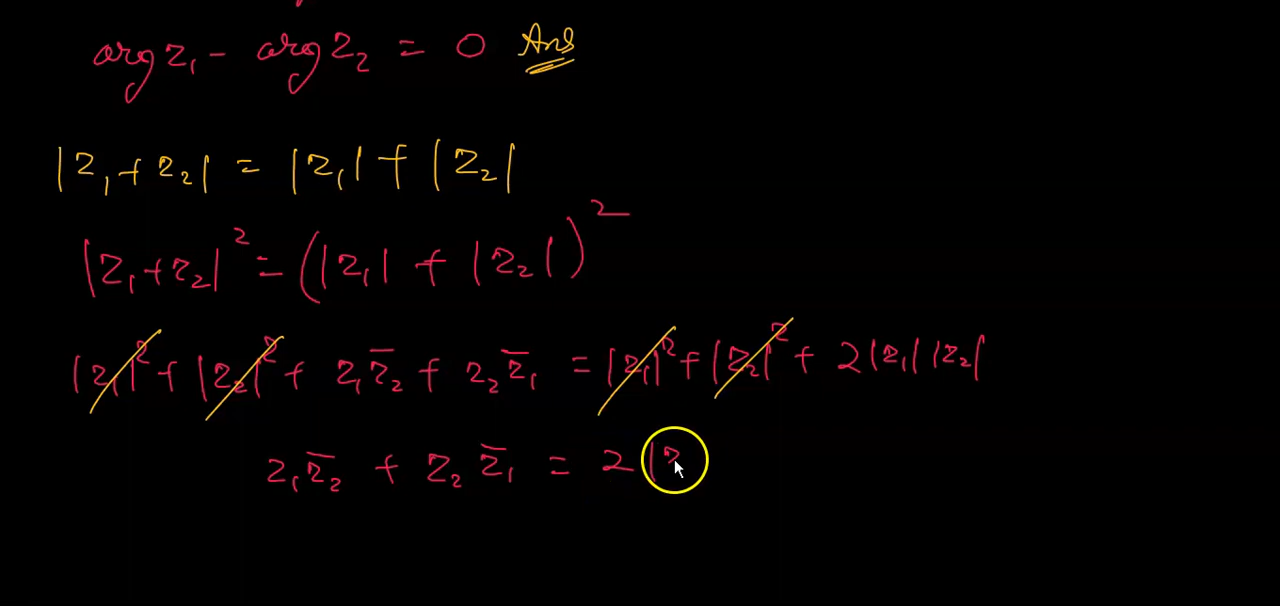 arg z₁ - arg z₂ = 0 Ans
|z₁ + z₂| = |z₁| + |z₂|
|z₁ + z₂|² = (|z₁| + |z₂|)²
|z₁|² + |z₂|² + z₁z̄₂ + z₂z̄₁ = |z₁|² + |z₂|² + 2|z₁||z₂|
z₁z̄₂ + z₂z̄₁ = 2|z